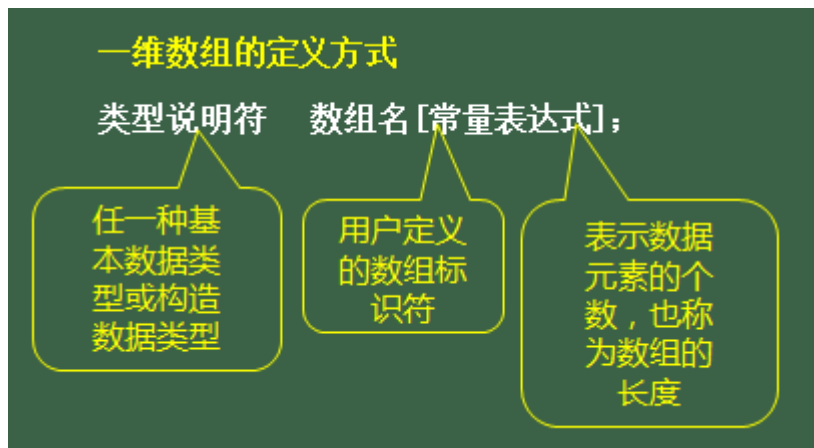 一维数组的定义方式
类型说明符 数组名[常量表达式];
任一种基
本数据类
型或构造
数据类型
用户定义
的数组标
识符
表示数据
元素的个
数，也称
为数组的
长度